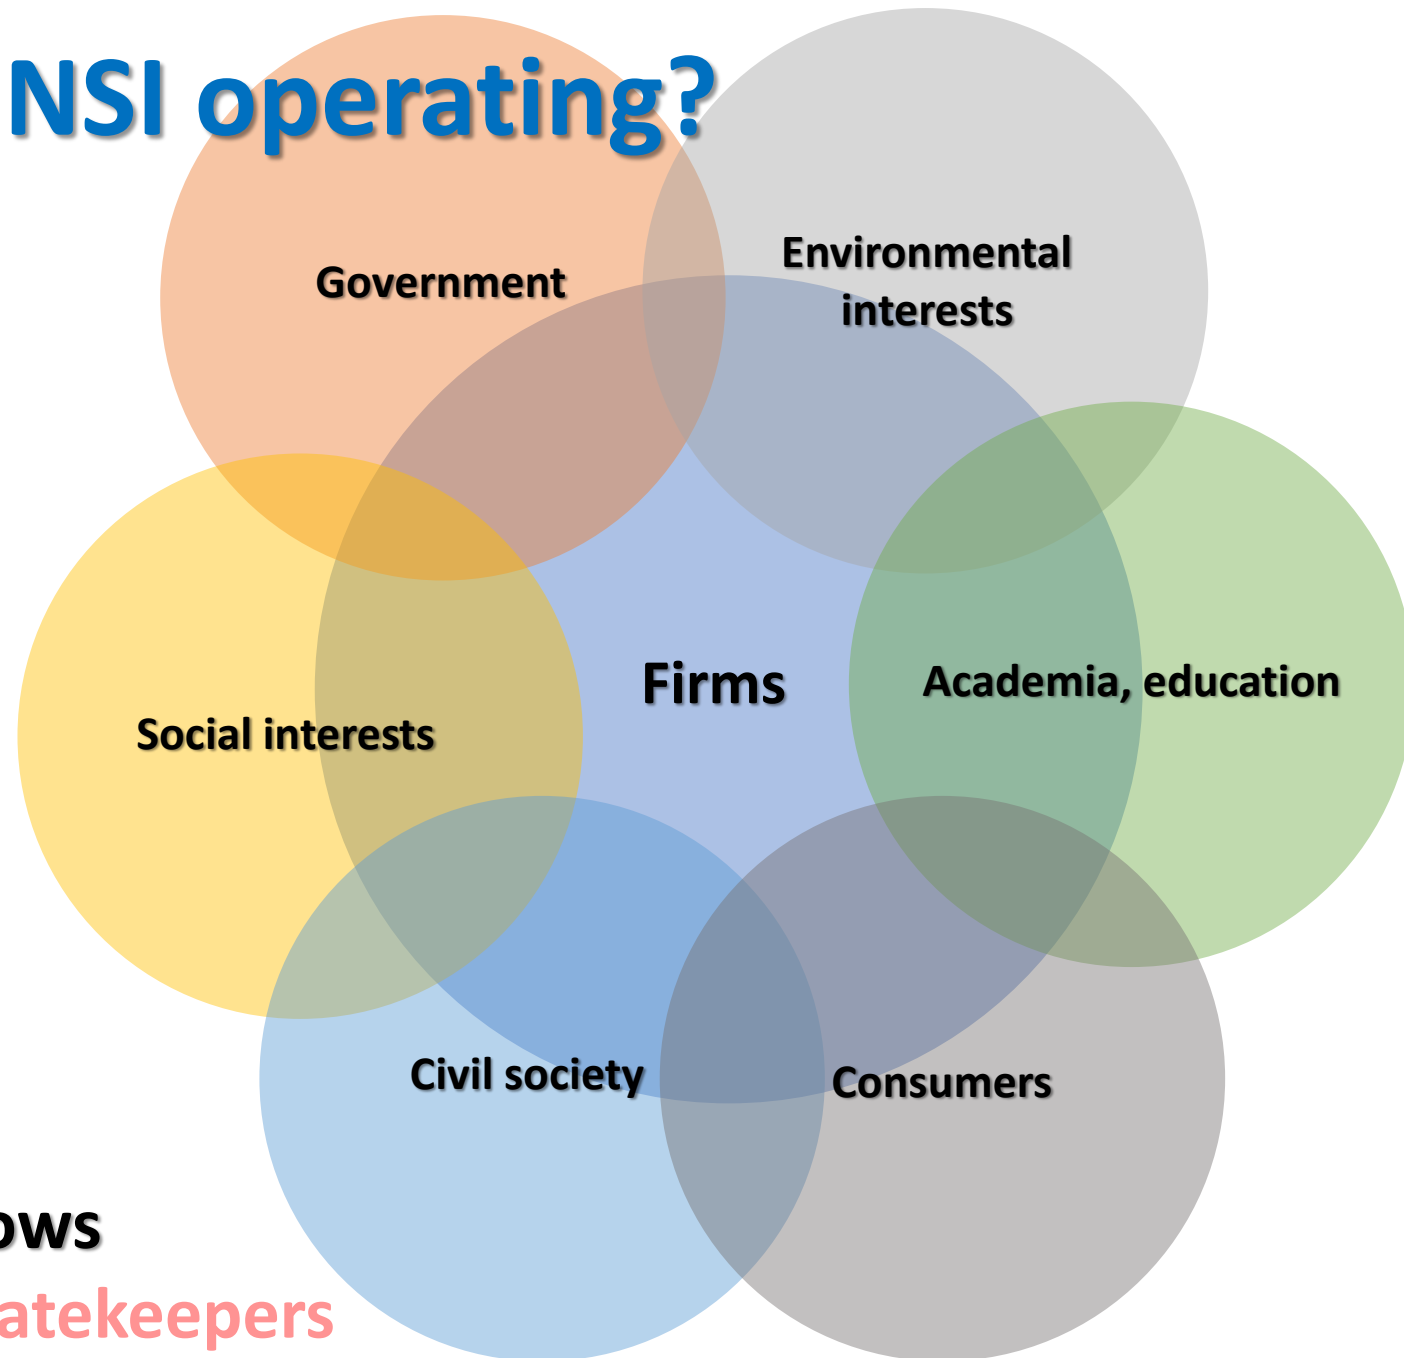 NSI operating?
Government
Environmental
interests
Firms
Academia, education
Social interests
Civil society
Consumers
ows
atekeepers